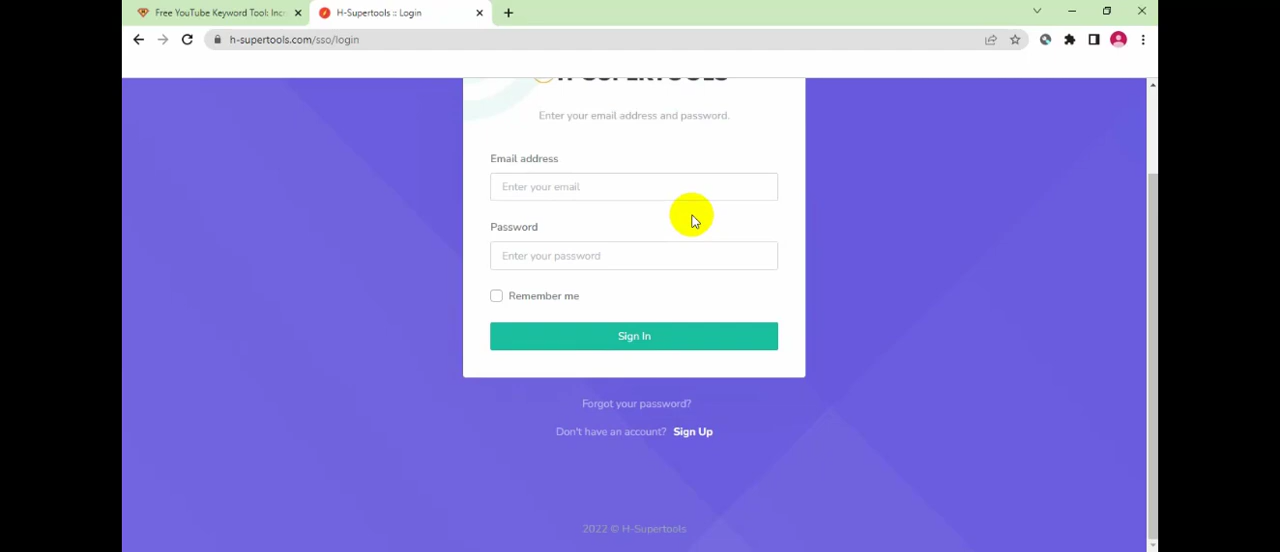 Free YouTube Keyword Tool: Incr
H-Supertools :: Login
h-supertools.com/sso/login
H-SUPERTOOLS
Enter your email address and password.
Email address
Enter your email
Password
Enter your password
Remember me
Sign In
Forgot your password?
Don't have an account? Sign Up
2022 © H-Supertools